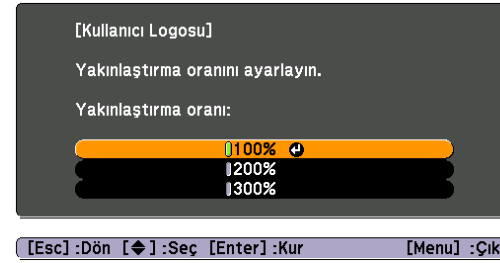 [Kullanıcı Logosu]
Yakınlaştırma oranını ayarlayın.
Yakınlaştırma oranı:
100%
200%
300%
[Esc] :Dön [◆] :Seç [Enter] :Kur [Menu] :Çık